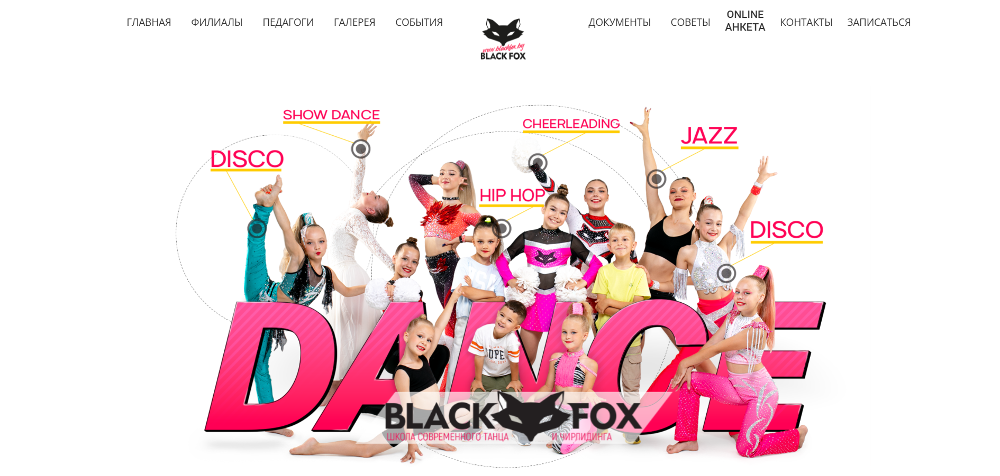 ГЛАВНАЯ
ФИЛИАЛЫ
ПЕДАГОГИ
ГАЛЕРЕЯ
СОБЫТИЯ
www.blackfox.by
BLACK FOX
ДОКУМЕНТЫ
СОВЕТЫ
ONLINE
АНКЕТА
КОНТАКТЫ
ЗАПИСАТЬСЯ
SHOW DANCE
CHEERLEADING
JAZZ
DISCO
HIP HOP
DISCO
DANCE
BLACK FOX
ШКОЛА СОВРЕМЕННОГО ТАНЦА И ЧИРЛИДИНГА